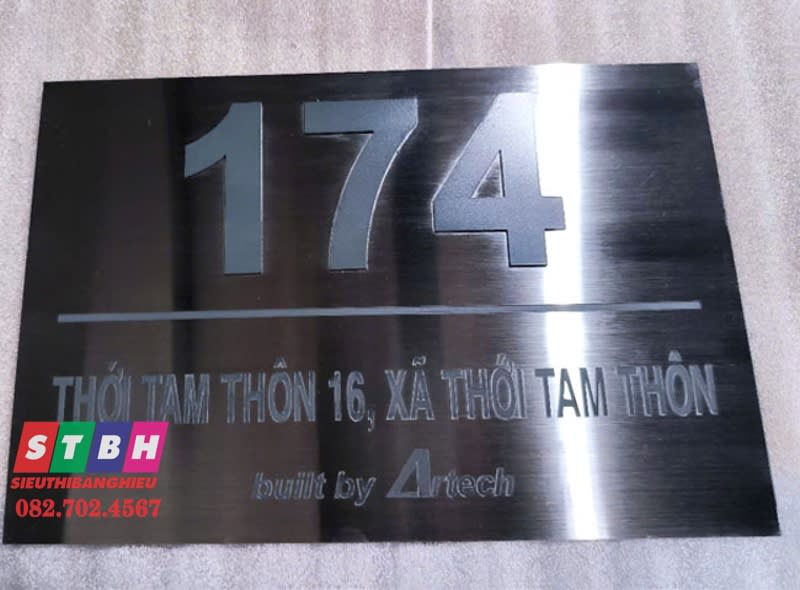 174
THỚI TAM THÔN 16, XÃ THỚI TAM THÔN
built by Artech
STBH
SIEUTHIBANGHIEU
082.702.4567